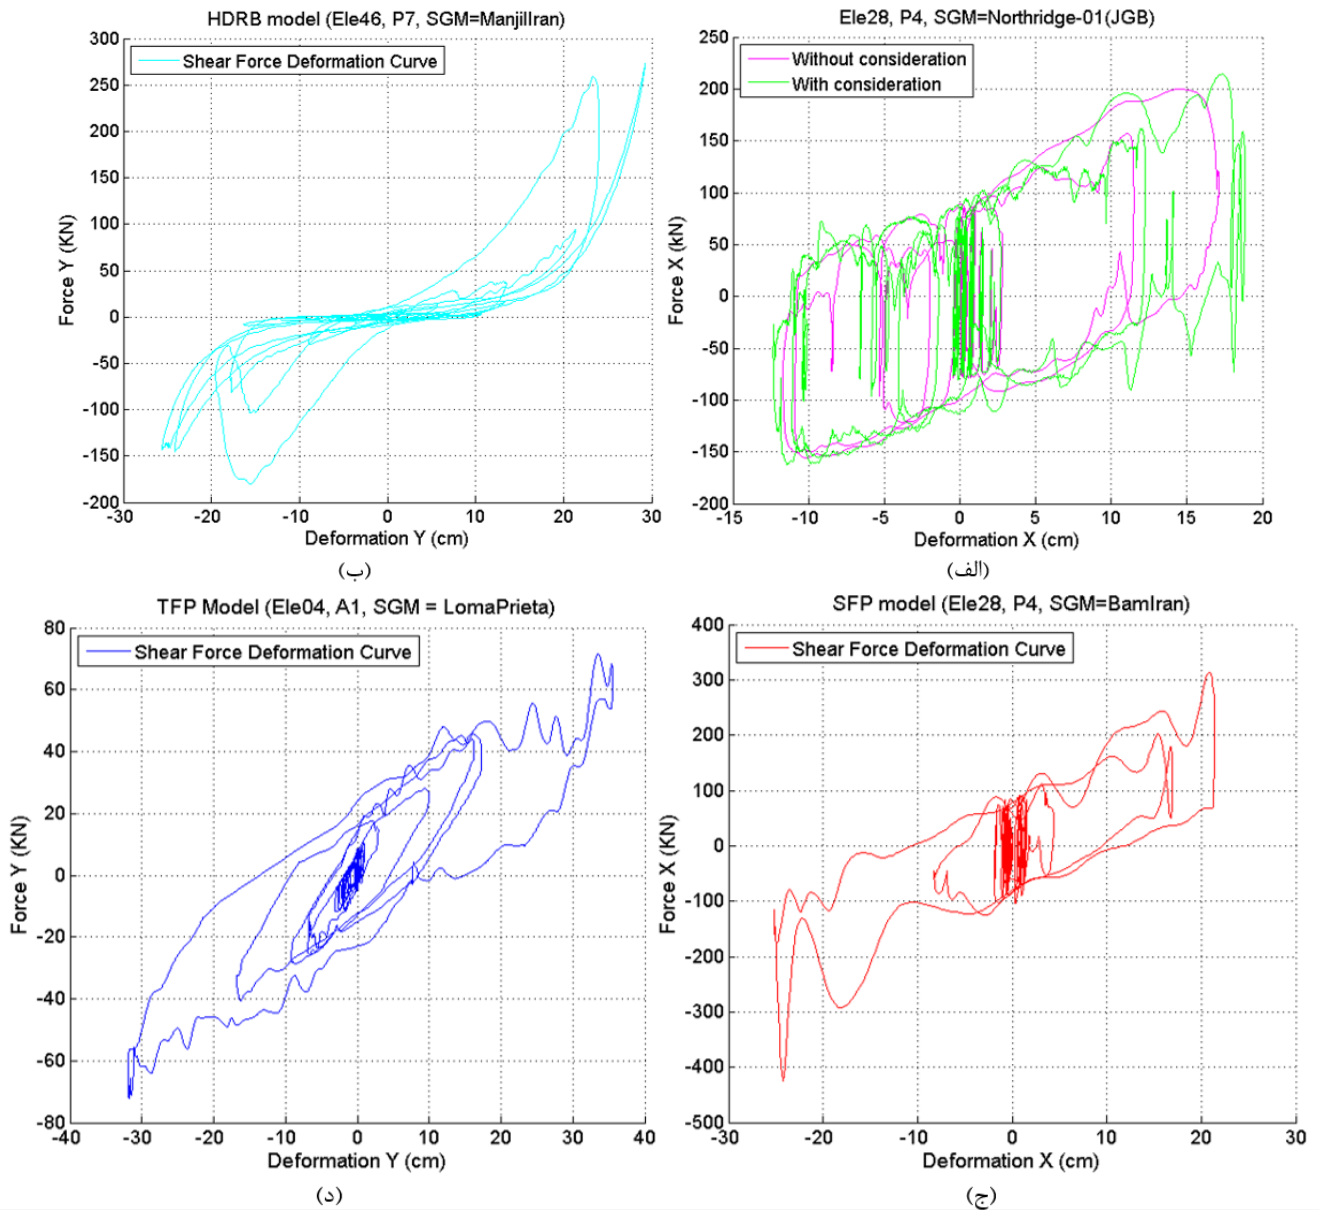 HDRB model (Ele46, P7, SGM=ManjilIran)
Shear Force Deformation Curve
300
250
200
150
100
50
0
-50
-100
-150
-200
Force Y (KN)
-30 -20 -10 0 10 20 30
Deformation Y (cm)
(ب)
Ele28, P4, SGM=Northridge-01(JGB)
Without consideration
With consideration
250
200
150
100
50
0
-50
-100
-150
-200
Force X (kN)
-15 -10 -5 0 5 10 15 20
Deformation X (cm)
(الف)
TFP Model (Ele04, A1, SGM = LomaPrieta)
Shear Force Deformation Curve
80
60
40
20
0
-20
-40
-60
-80
Force Y (KN)
-40 -30 -20 -10 0 10 20 30 40
Deformation Y (cm)
(د)
SFP model (Ele28, P4, SGM=BamIran)
Shear Force Deformation Curve
400
300
200
100
0
-100
-200
-300
-400
-500
Force X (KN)
-30 -20 -10 0 10 20 30
Deformation X (cm)
(ج)